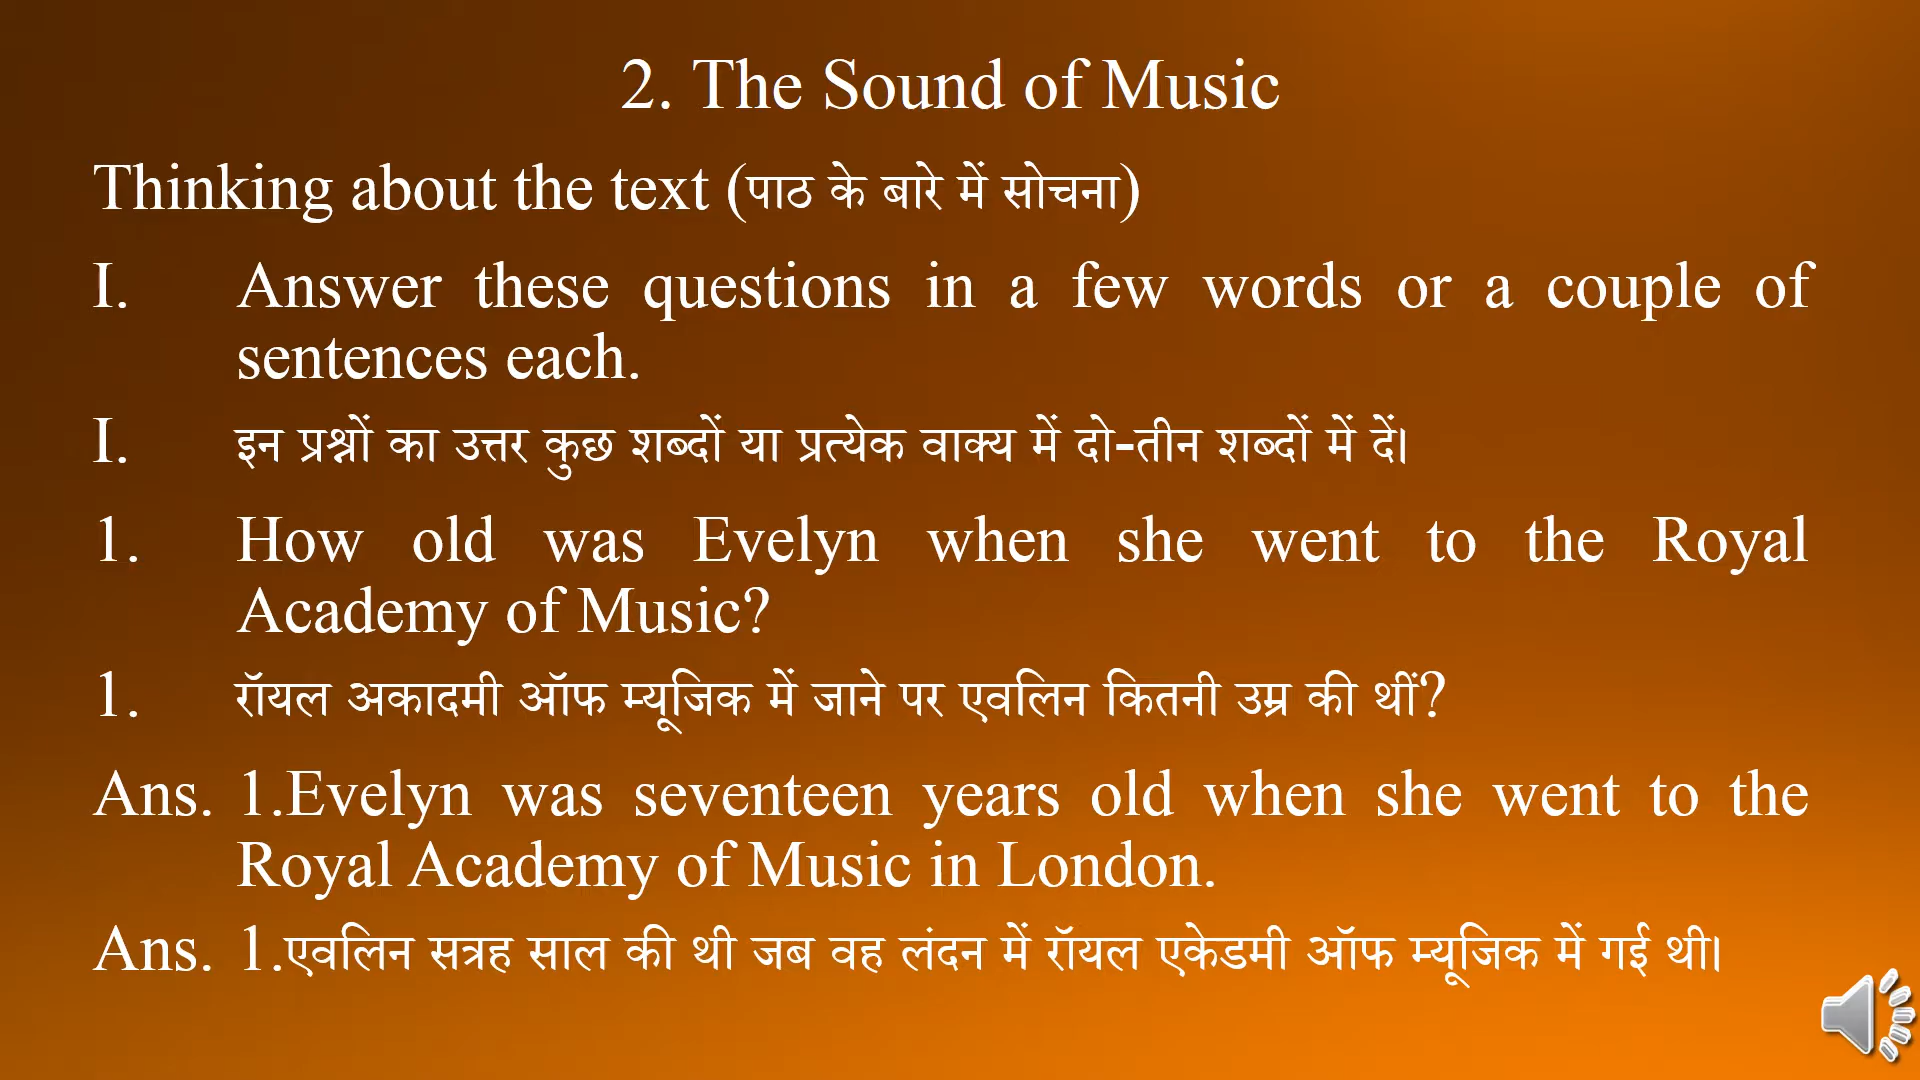 2. The Sound of Music
Thinking about the text (पाठ के बारे में सोचना)
I. Answer these questions in a few words or a couple of
sentences each.
I. इन प्रश्नों का उत्तर कुछ शब्दों या प्रत्येक वाक्य में दो-तीन शब्दों में दें।
1. How old was Evelyn when she went to the Royal
Academy of Music?
1. रॉयल अकादमी ऑफ म्यूजिक में जाने पर एवलिन कितनी उम्र की थीं?
Ans. 1.Evelyn was seventeen years old when she went to the
Royal Academy of Music in London.
Ans. 1.एवलिन सत्रह साल की थी जब वह लंदन में रॉयल एकेडमी ऑफ म्यूजिक में गई थी।